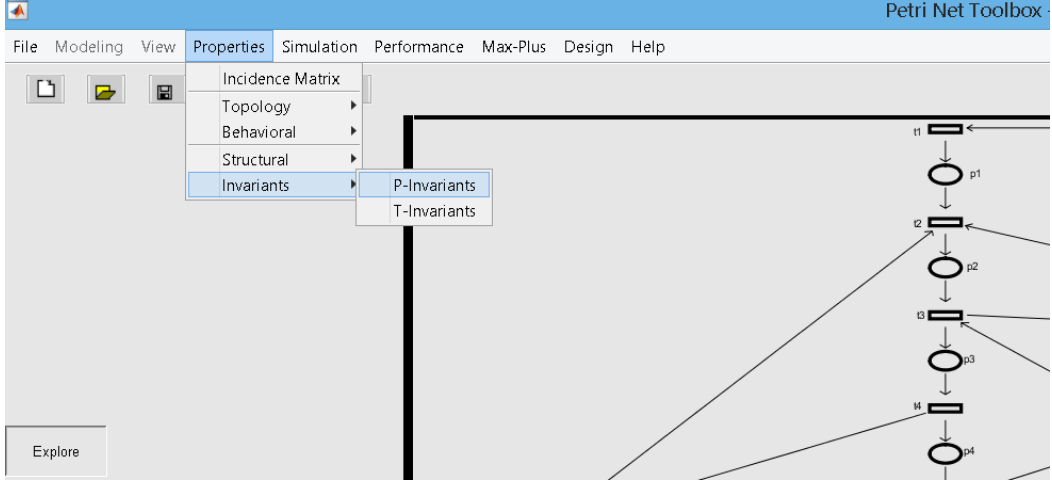 Petri Net Toolbox -
File Modeling View Properties Simulation Performance Max-Plus Design Help
Incidence Matrix
Topology
Behavioral
Structural
Invariants
P-Invariants
T-Invariants
t1
p1
t2
p2
t3
p3
t4
p4
Explore